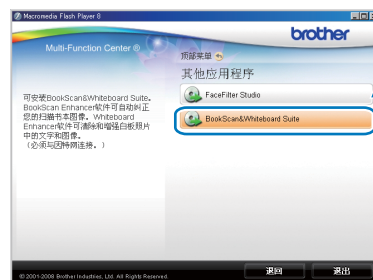 Macromedia Flash Player 8
brother
Multi-Function Center ®
顶部菜单
其他应用程序
可安装BookScan&Whiteboard Suite。
BookScan Enhancer软件可自动纠正
您的扫描书本图像。Whiteboard
Enhancer软件可清除和增强白板照片
中的文字和图像。
(必须与因特网连接。)
FaceFilter Studio
BookScan&Whiteboard Suite
© 2001-2008 Brother Industries, Ltd. All Rights Reserved.
退回
退出